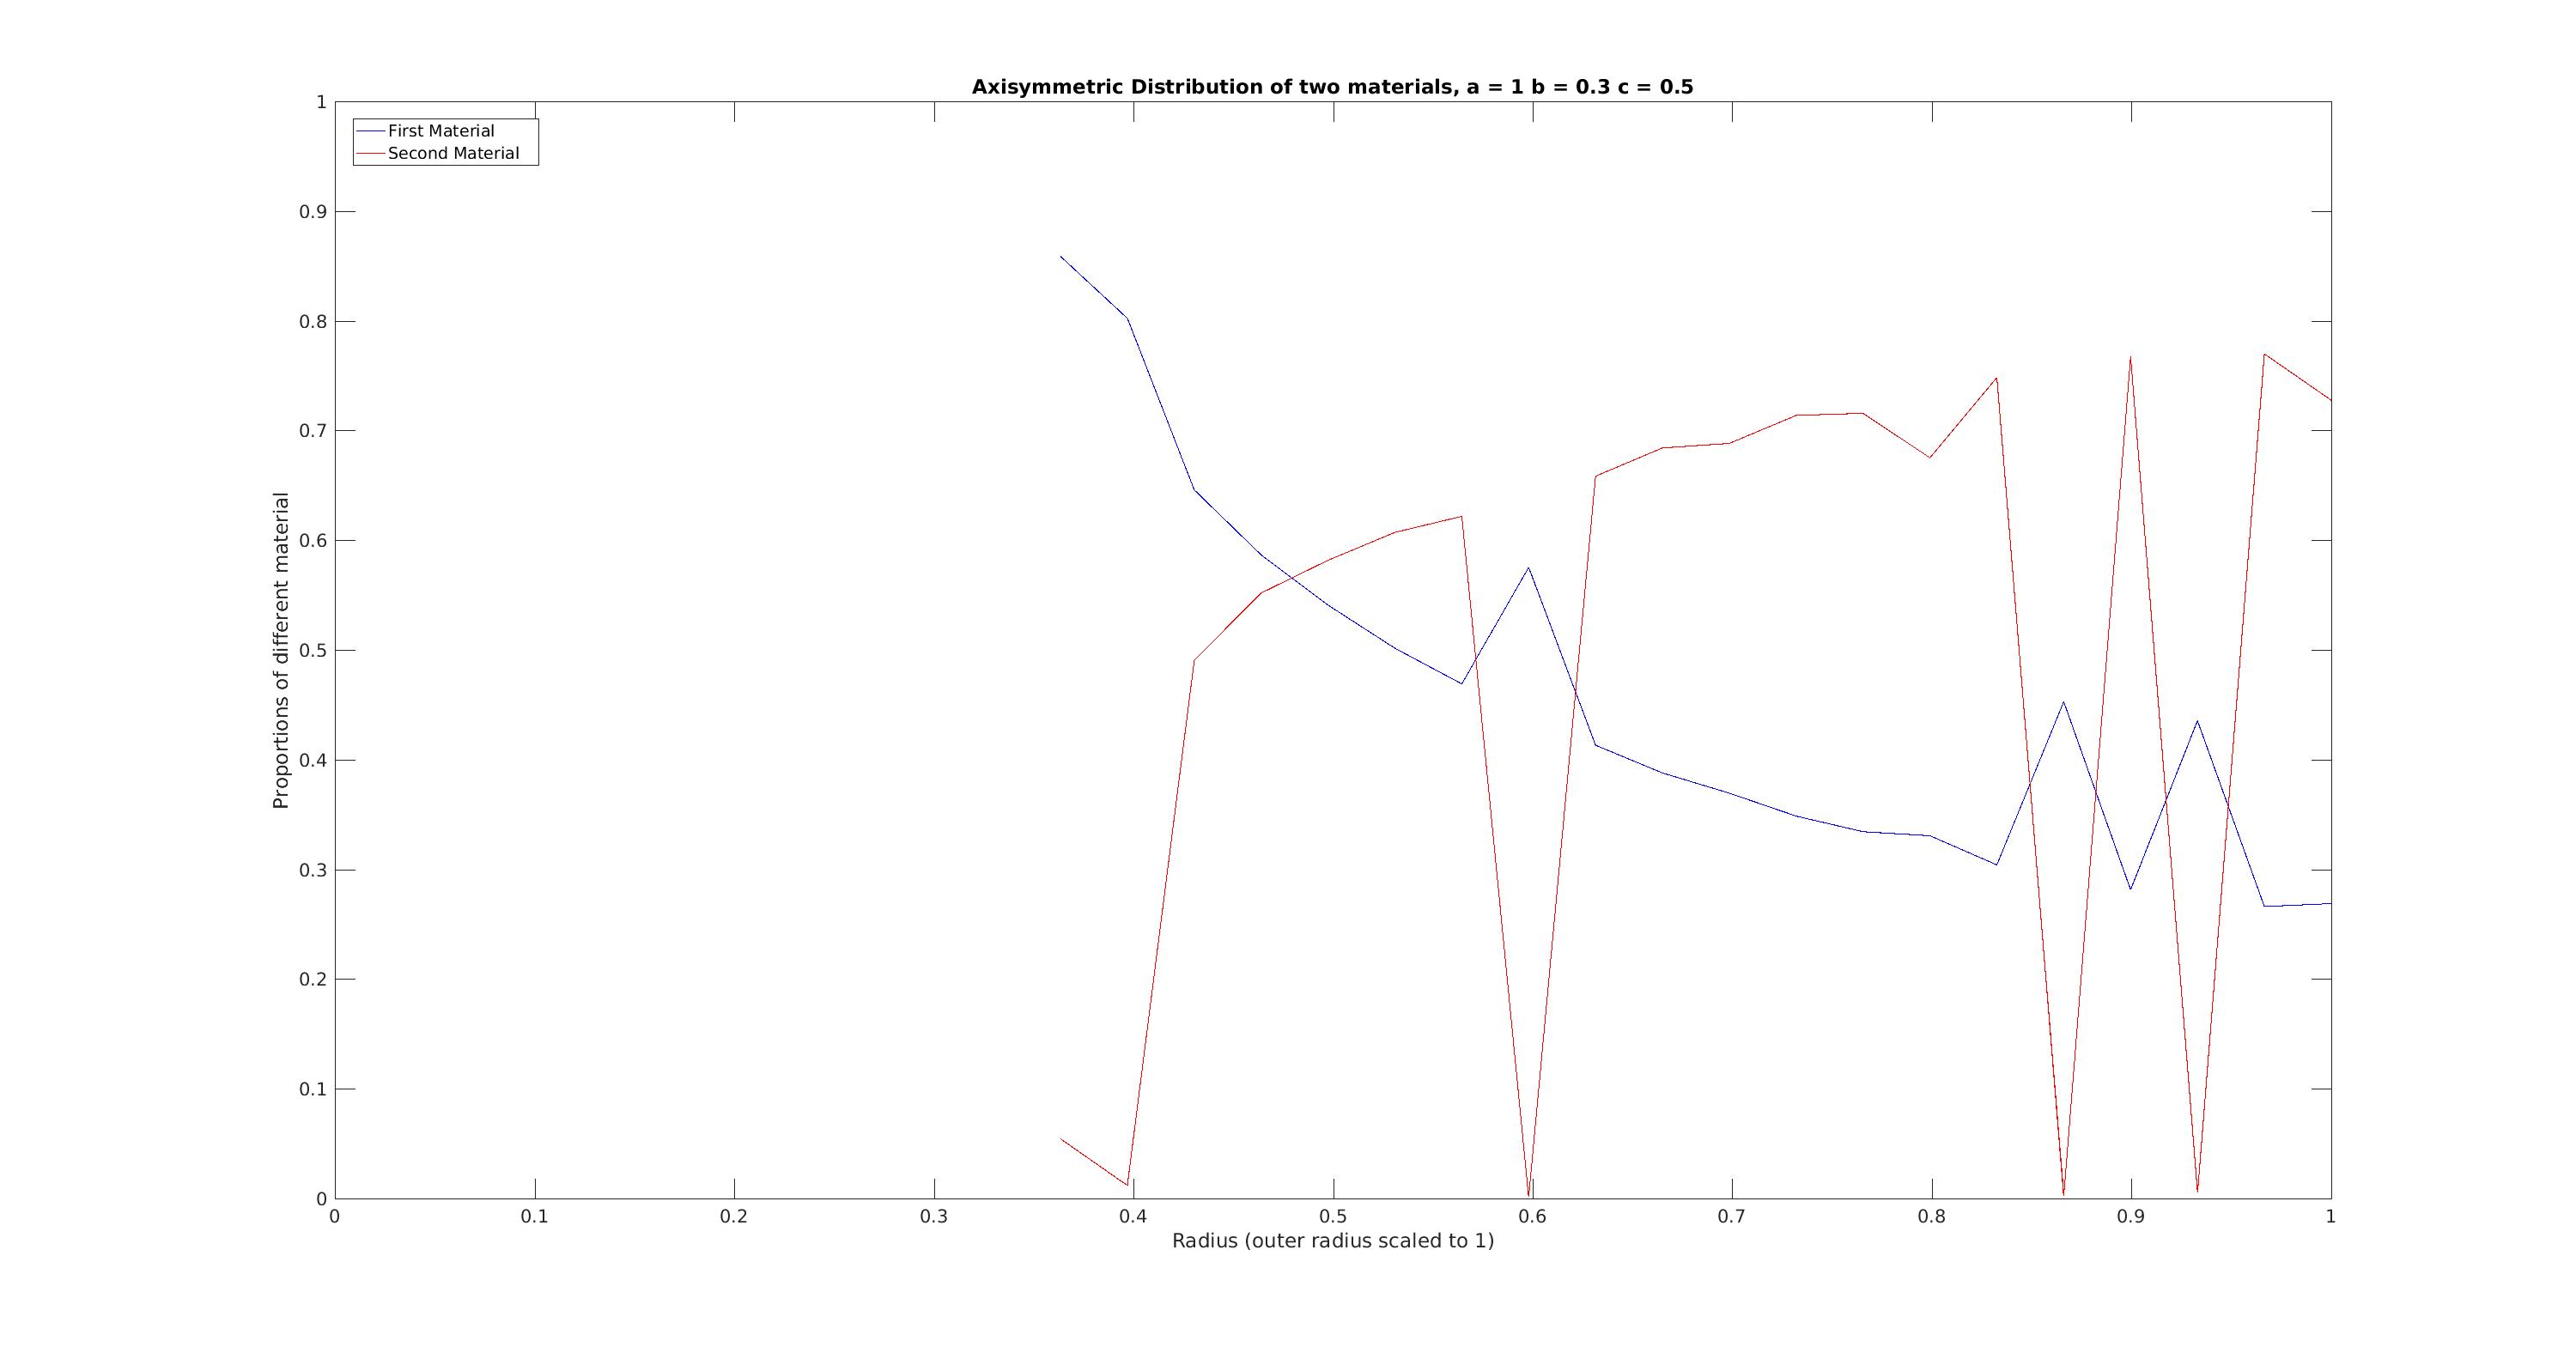 Axisymmetric Distribution of two materials, a = 1 b = 0.3 c = 0.5
First Material
Second Material
Proportions of different material
1
0.9
0.8
0.7
0.6
0.5
0.4
0.3
0.2
0.1
0
0 0.1 0.2 0.3 0.4 0.5 0.6 0.7 0.8 0.9 1
Radius (outer radius scaled to 1)